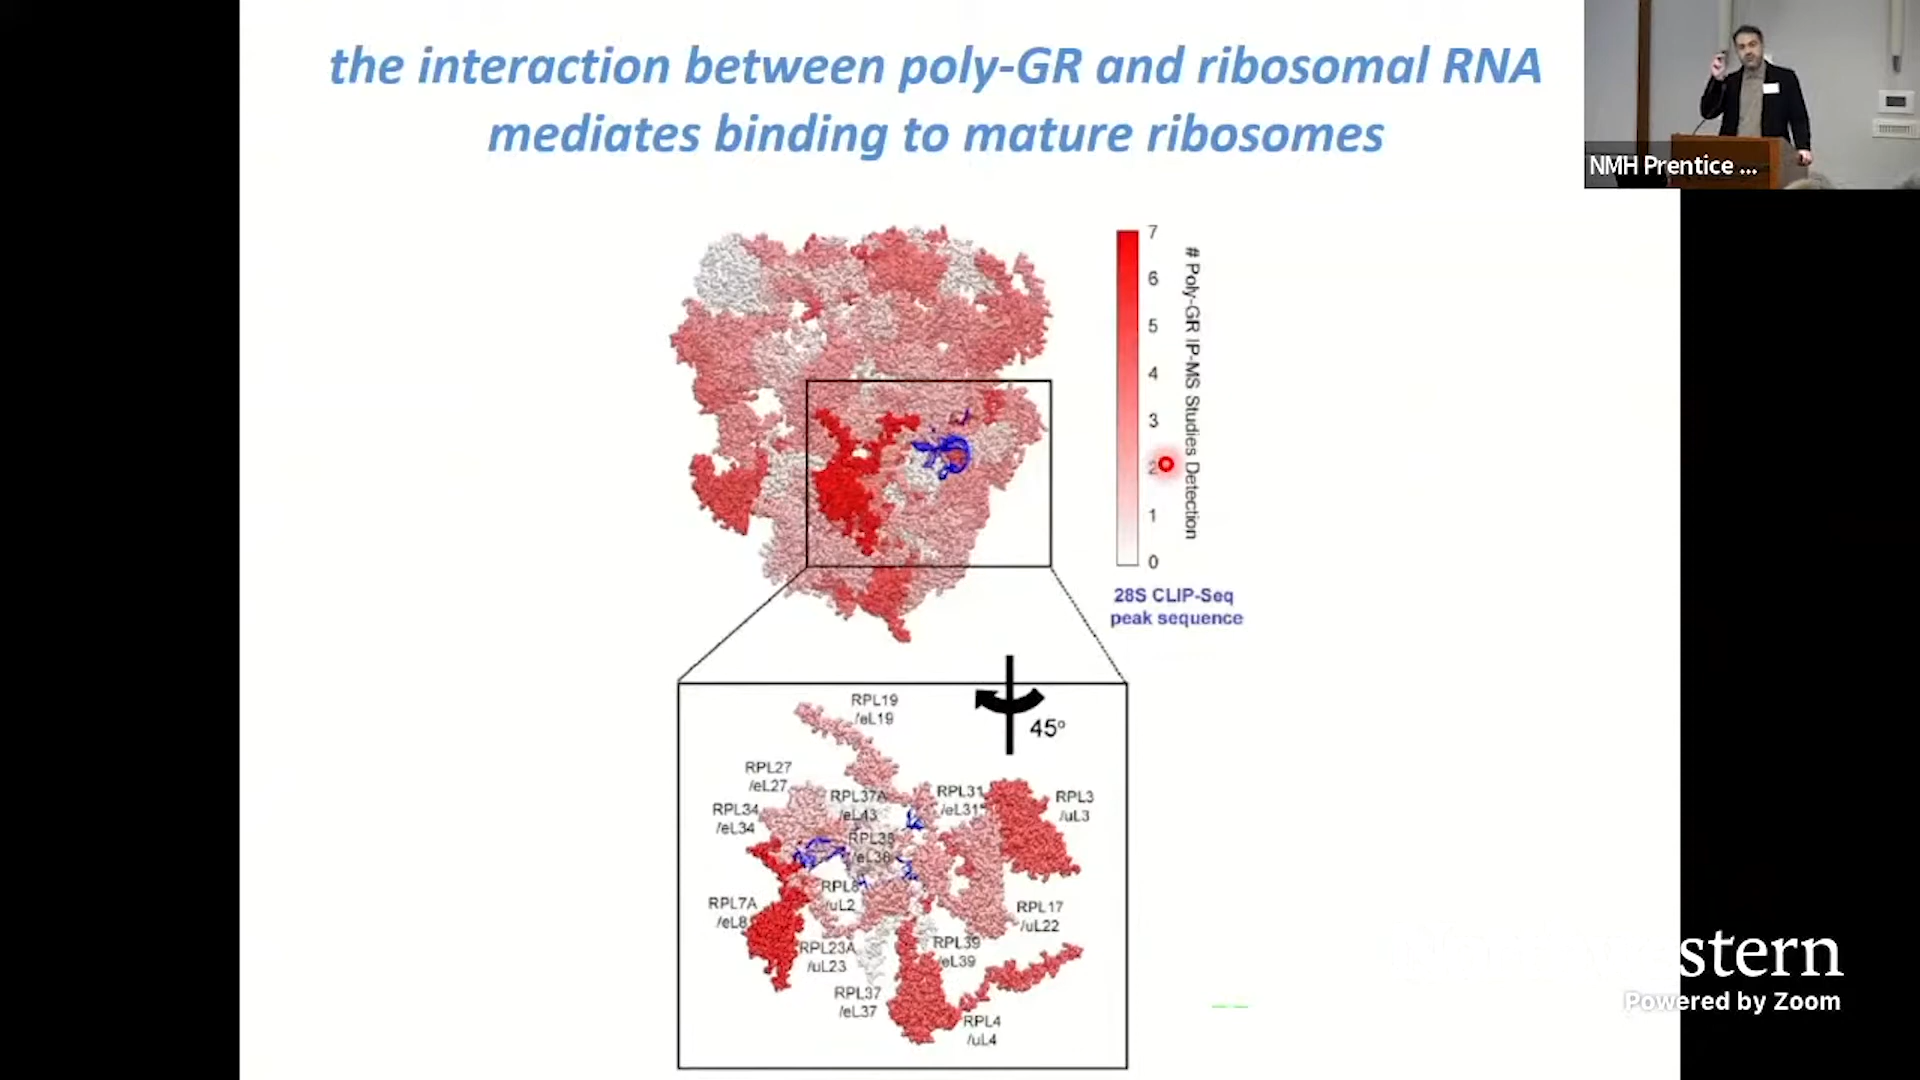 the interaction between poly-GR and ribosomal RNA
mediates binding to mature ribosomes
NMH Prentice ...
7
6
5
4
3
2
1
0
# Poly-GR IP-MS Studies Detection
28S CLIP-Seq
peak sequence
45º
RPL19
/eL19
RPL27
/eL27
RPL37A
/eL43
RPL31
/eL31
RPL3
/uL3
RPL34
/eL34
RPL38
/eL38
RPL8
/uL2
RPL7A
/eL8
RPL17
/uL22
RPL23A
/uL23
RPL39
/eL39
RPL37
/eL37
RPL4
/uL4
stern
Powered by Zoom